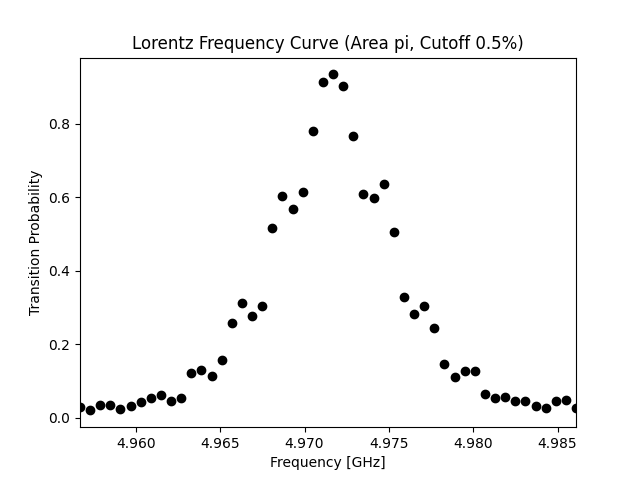 Lorentz Frequency Curve (Area pi, Cutoff 0.5%)
Transition Probability
0.8
0.6
0.4
0.2
0.0
4.960 4.965 4.970 4.975 4.980 4.985
Frequency [GHz]